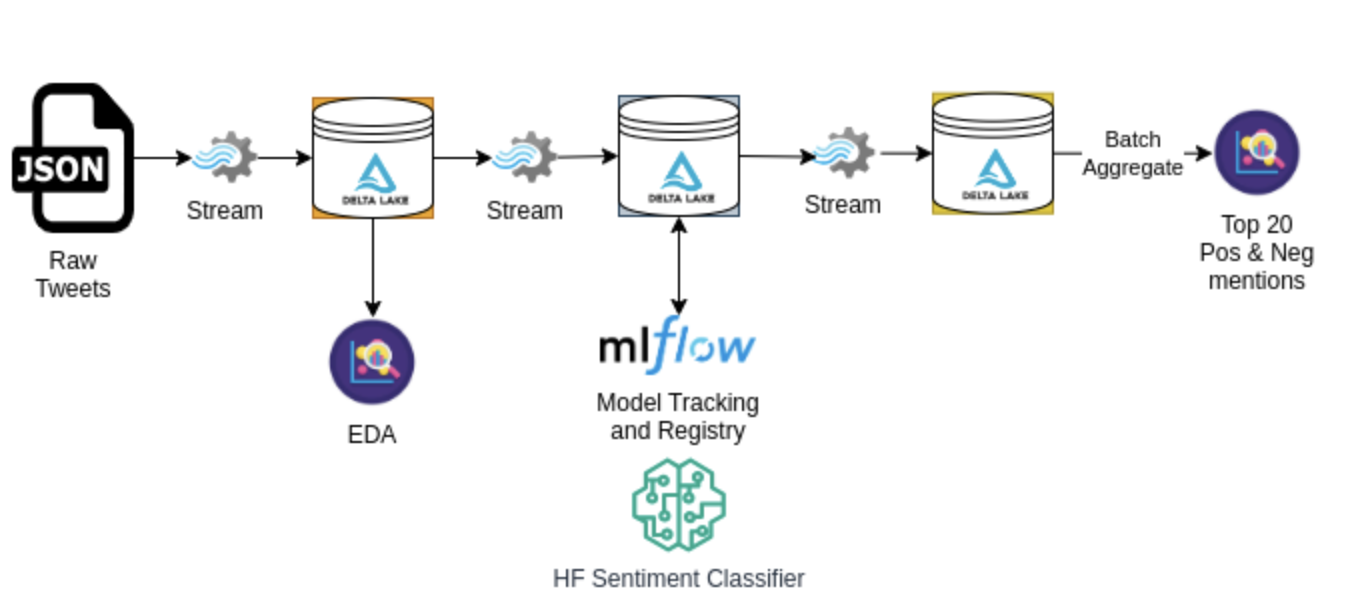 JSON
Raw
Tweets
Stream
DELTA LAKE
EDA
Stream
DELTA LAKE
mlflow
Model Tracking
and Registry
HF Sentiment Classifier
Stream
DELTA LAKE
Batch
Aggregate
Top 20
Pos & Neg
mentions